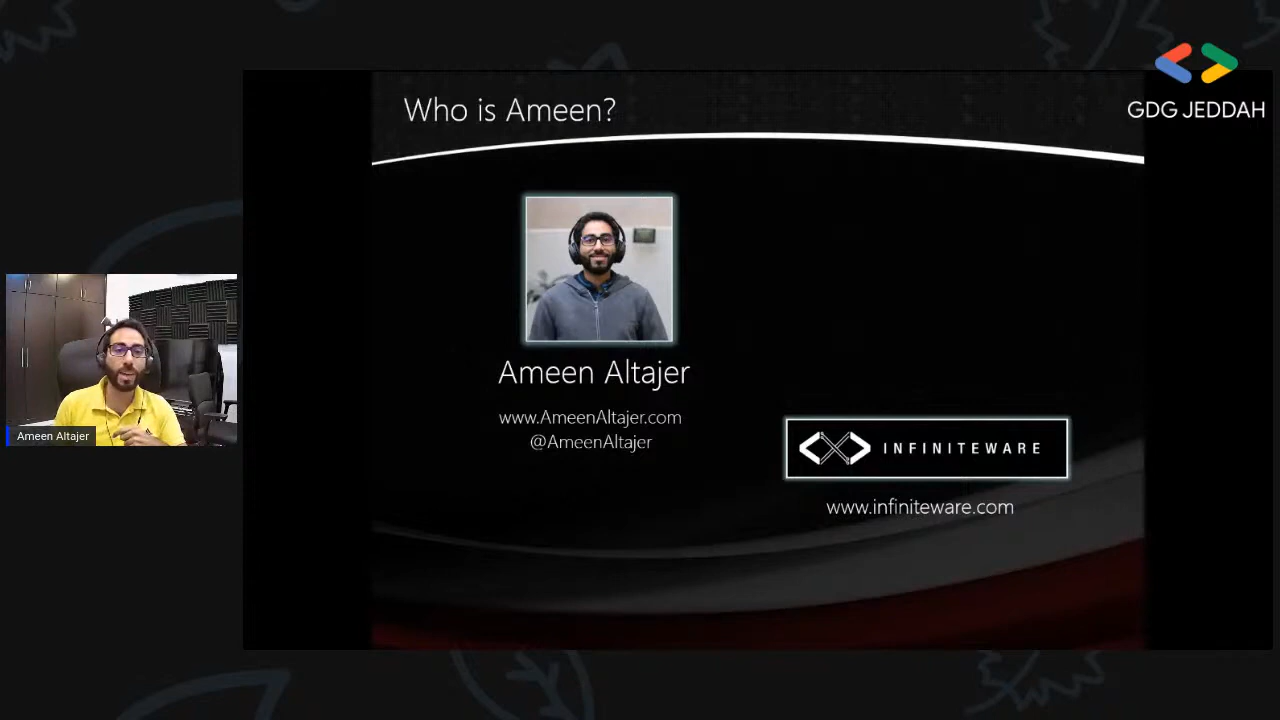 GDG JEDDAH
Who is Ameen?
Ameen Altajer
www.AmeenAltajer.com
@AmeenAltajer
INFINITEWARE
www.infiniteware.com
Ameen Altajer